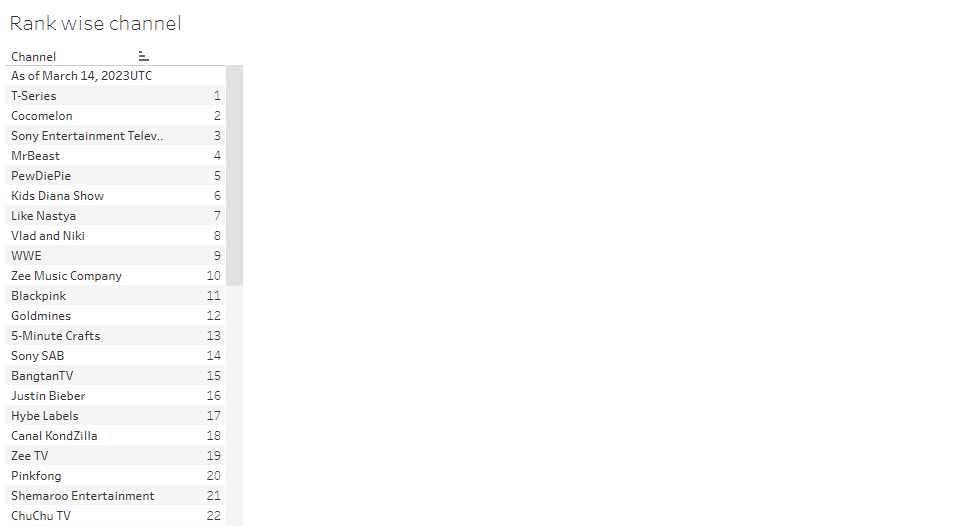 Rank wise channel
Channel
As of March 14, 2023UTC
T-Series 1
Cocomelon 2
Sony Entertainment Telev.. 3
MrBeast 4
PewDiePie 5
Kids Diana Show 6
Like Nastya 7
Vlad and Niki 8
WWE 9
Zee Music Company 10
Blackpink 11
Goldmines 12
5-Minute Crafts 13
Sony SAB 14
BangtanTV 15
Justin Bieber 16
Hybe Labels 17
Canal KondZilla 18
Zee TV 19
Pinkfong 20
Shemaroo Entertainment 21
ChuChu TV 22